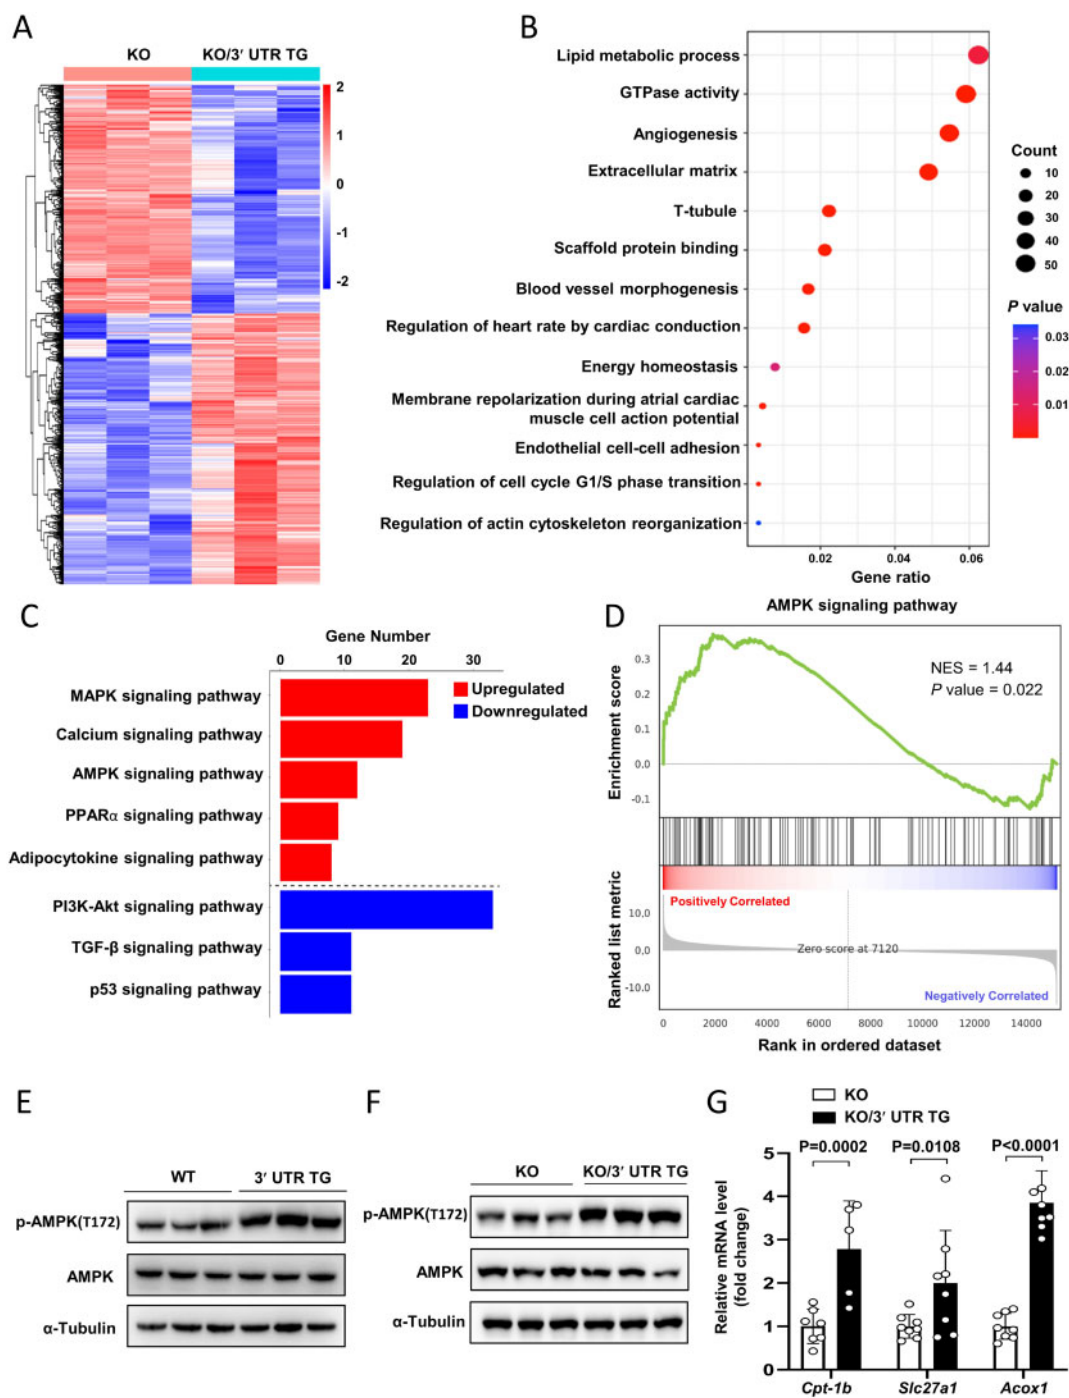 A
KO
KO/3′ UTR TG
2
1
0
-1
-2
B
Lipid metabolic process
GTPase activity
Angiogenesis
Extracellular matrix
T-tubule
Scaffold protein binding
Blood vessel morphogenesis
Regulation of heart rate by cardiac conduction
Energy homeostasis
Membrane repolarization during atrial cardiac
muscle cell action potential
Endothelial cell-cell adhesion
Regulation of cell cycle G1/S phase transition
Regulation of actin cytoskeleton reorganization
0.02
0.04
0.06
Gene ratio
Count
10
20
30
40
50
P value
0.03
0.02
0.01
C
Gene Number
0
10
20
30
Upregulated
Downregulated
MAPK signaling pathway
Calcium signaling pathway
AMPK signaling pathway
PPARα signaling pathway
Adipocytokine signaling pathway
PI3K-Akt signaling pathway
TGF-β signaling pathway
p53 signaling pathway
D
AMPK signaling pathway
Enrichment score
0.3
0.2
0.1
0.0
-0.1
NES = 1.44
P value = 0.022
Ranked list metric
10.0
0.0
-10.0
Positively Correlated
Zero score at 7120
Negatively Correlated
0
2000
4000
6000
8000
10000
12000
14000
Rank in ordered dataset
E
WT
3′ UTR TG
p-AMPK(T172)
AMPK
α-Tubulin
F
KO
KO/3′ UTR TG
p-AMPK(T172)
AMPK
α-Tubulin
G
KO
KO/3′ UTR TG
P=0.0002
P=0.0108
P<0.0001
Relative mRNA level
(fold change)
5
4
3
2
1
0
Cpt-1b
Slc27a1
Acox1